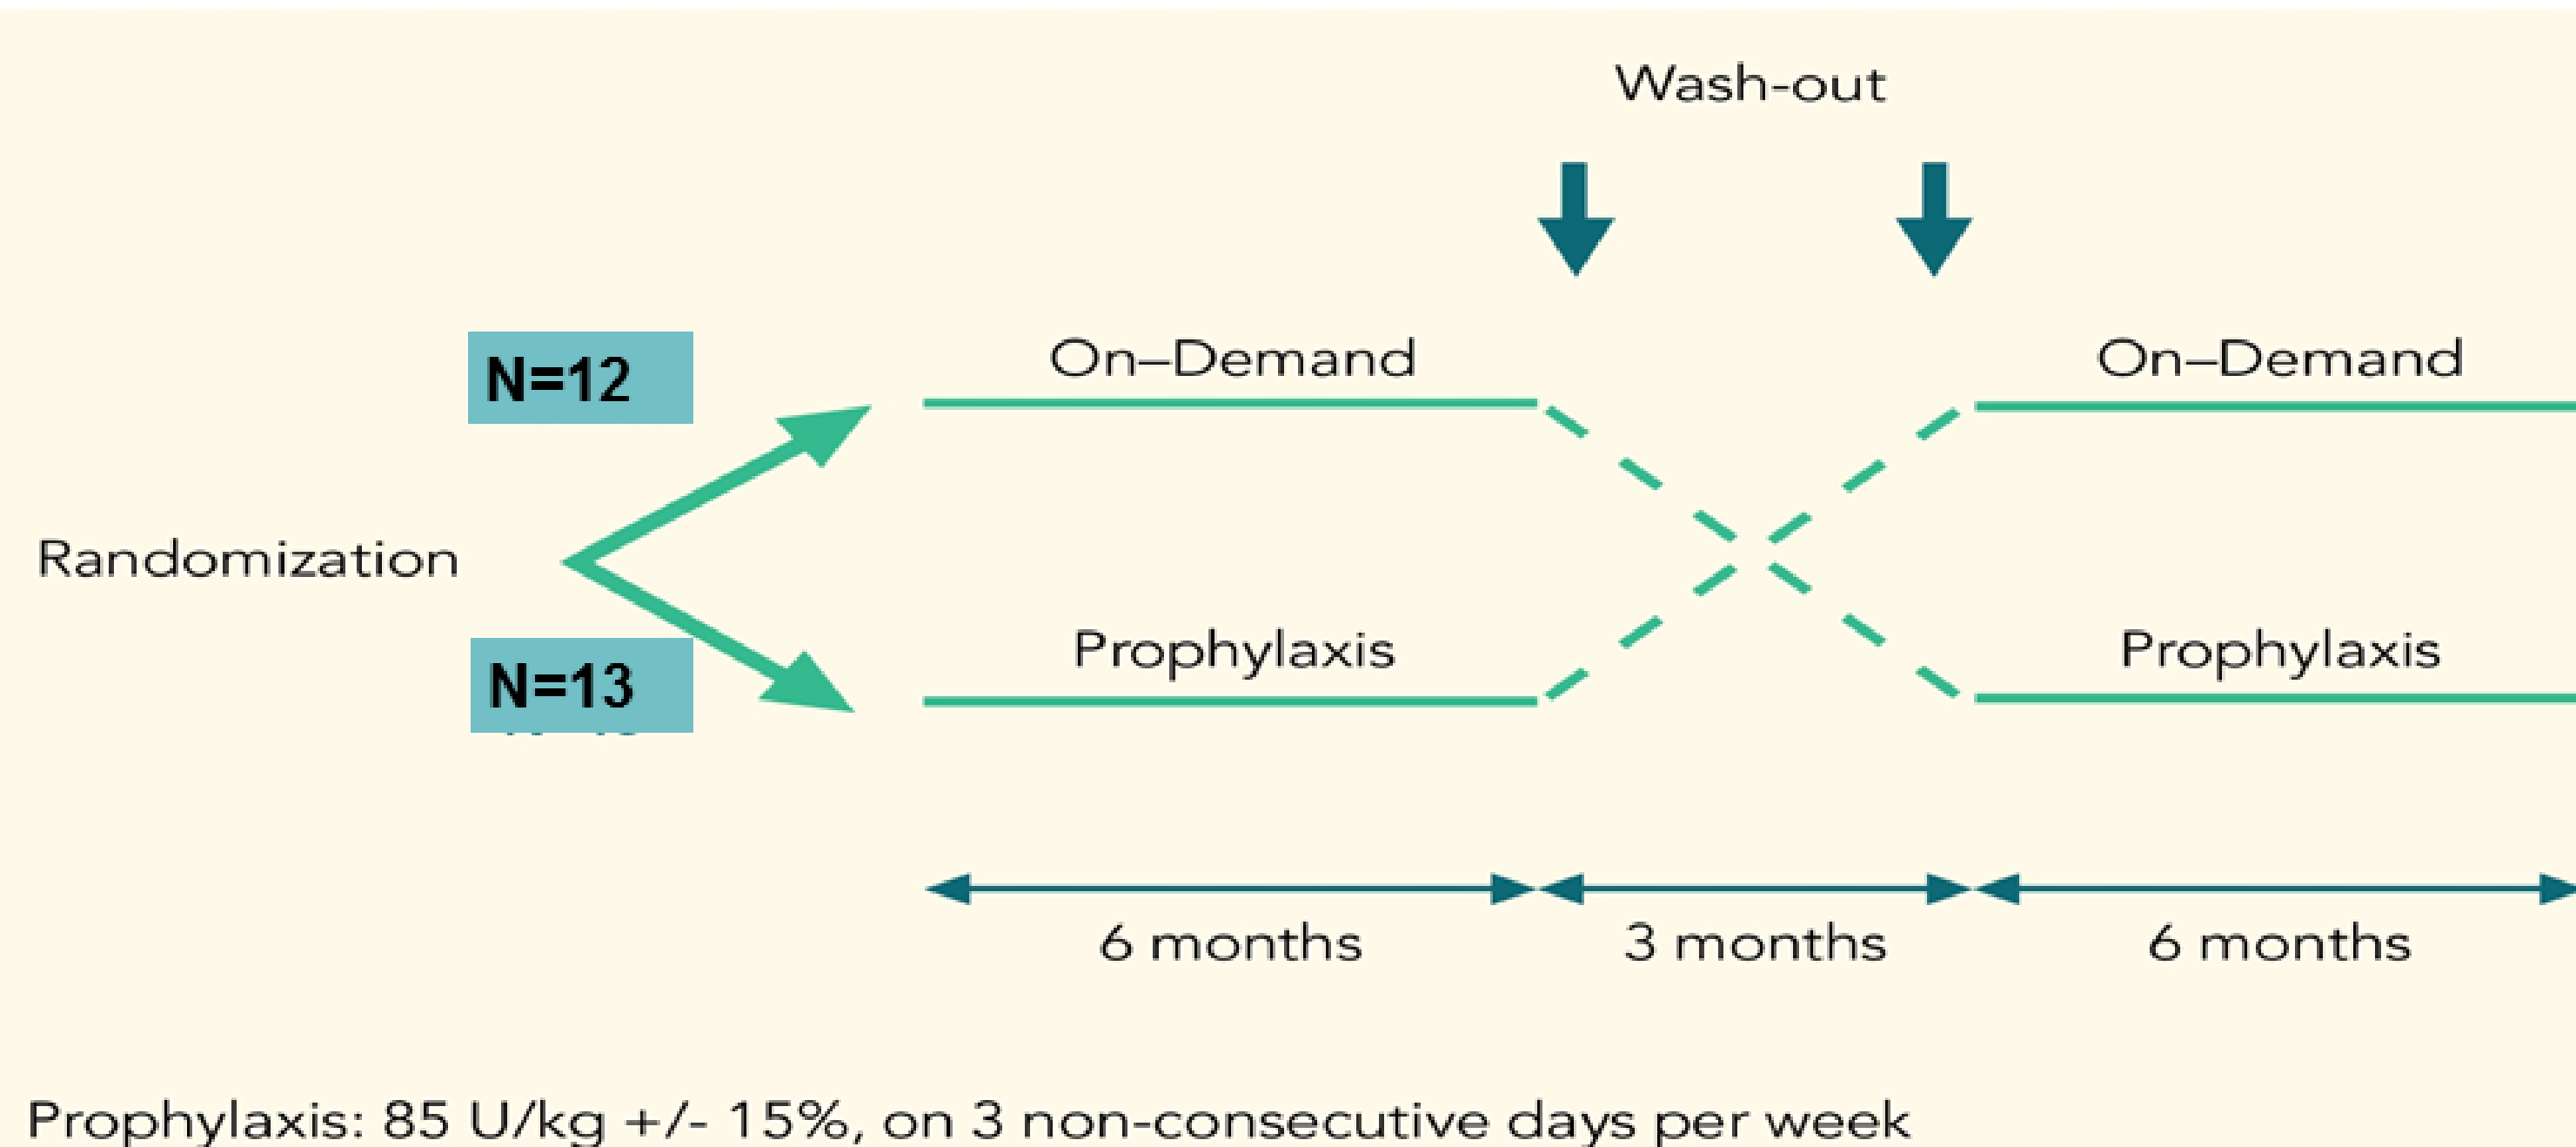 Wash-out
N=12
On–Demand
On–Demand
Randomization
N=13
Prophylaxis
Prophylaxis
6 months
3 months
6 months
Prophylaxis: 85 U/kg +/- 15%, on 3 non-consecutive days per week